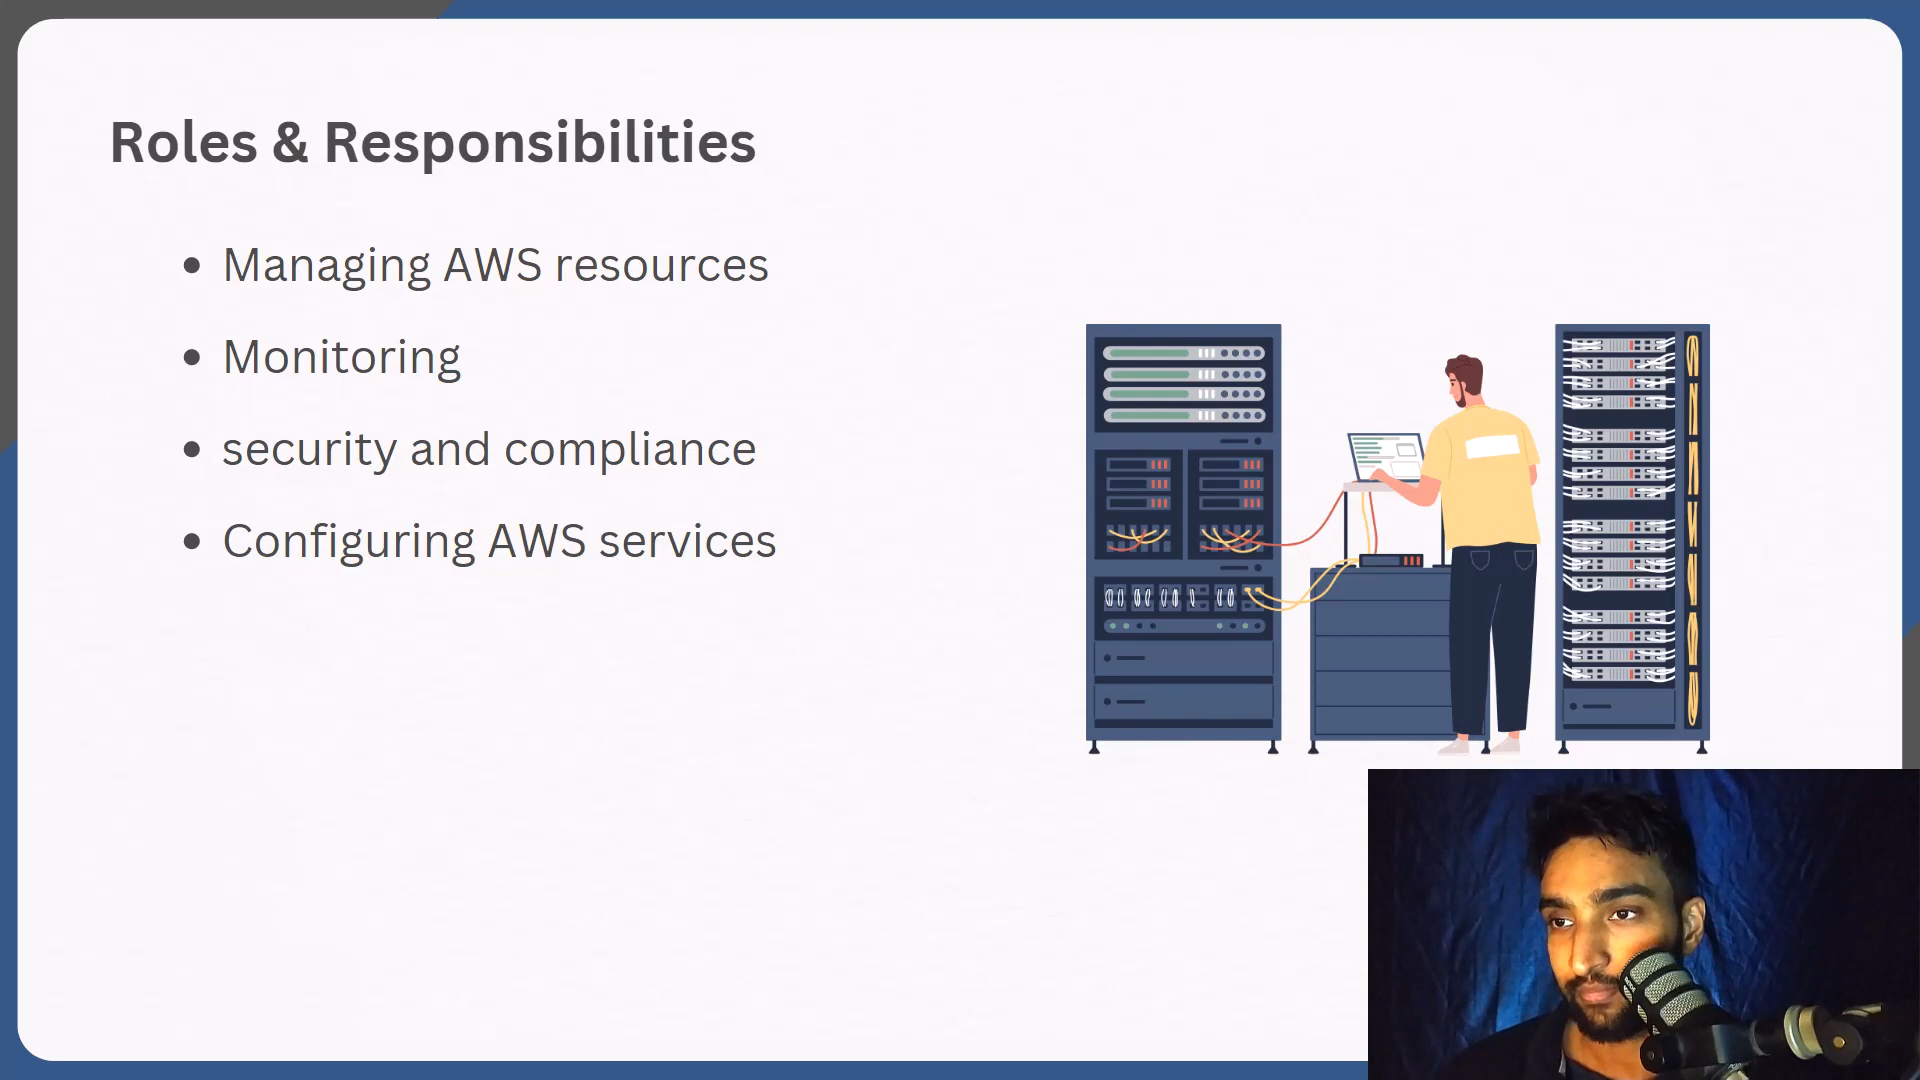 Roles & Responsibilities
Managing AWS resources
Monitoring
security and compliance
Configuring AWS services